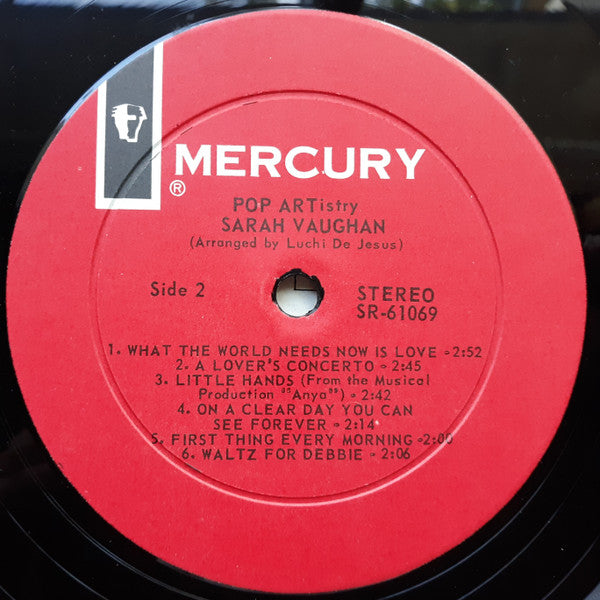 MERCURY
®
POP ARTistry
SARAH VAUGHAN
(Arranged by Luchi De Jesus)
Side 2
STEREO
SR-61069
1. WHAT THE WORLD NEEDS NOW IS LOVE - 2:52
2. A LOVER'S CONCERTO - 2:45
3. LITTLE HANDS (From the Musical
Production "Anya") - 2:42
4. ON A CLEAR DAY YOU CAN
SEE FOREVER - 2:14
5. FIRST THING EVERY MORNING - 2:00
6. WALTZ FOR DEBBIE - 2:06